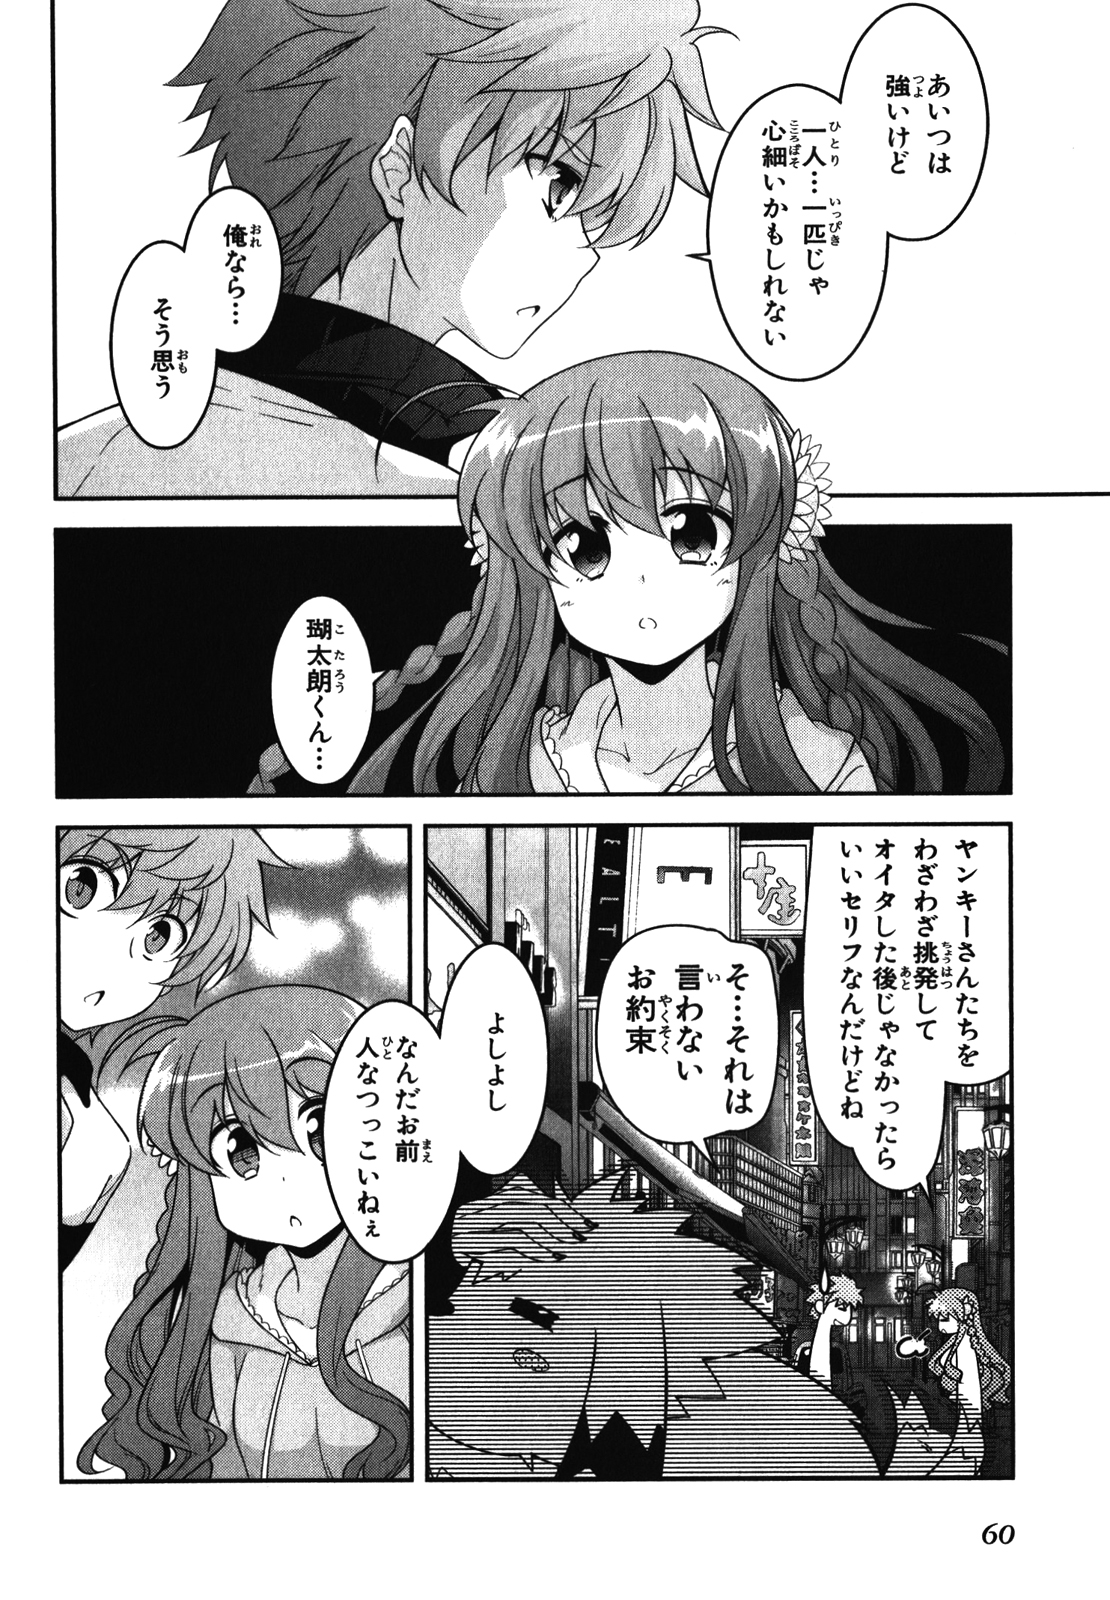 あいつは
強いけど
一人…一匹じゃ
心細いかもしれない
俺なら…
そう思う
瑚太朗くん…
ヤンキーさんたちを
わざわざ挑発して
オイタした後じゃなかったら
いいセリフなんだけどね
そ…それは
言わない
お約束
よしよし
なんだお前
人なつっこいねぇ
EALT
E
60